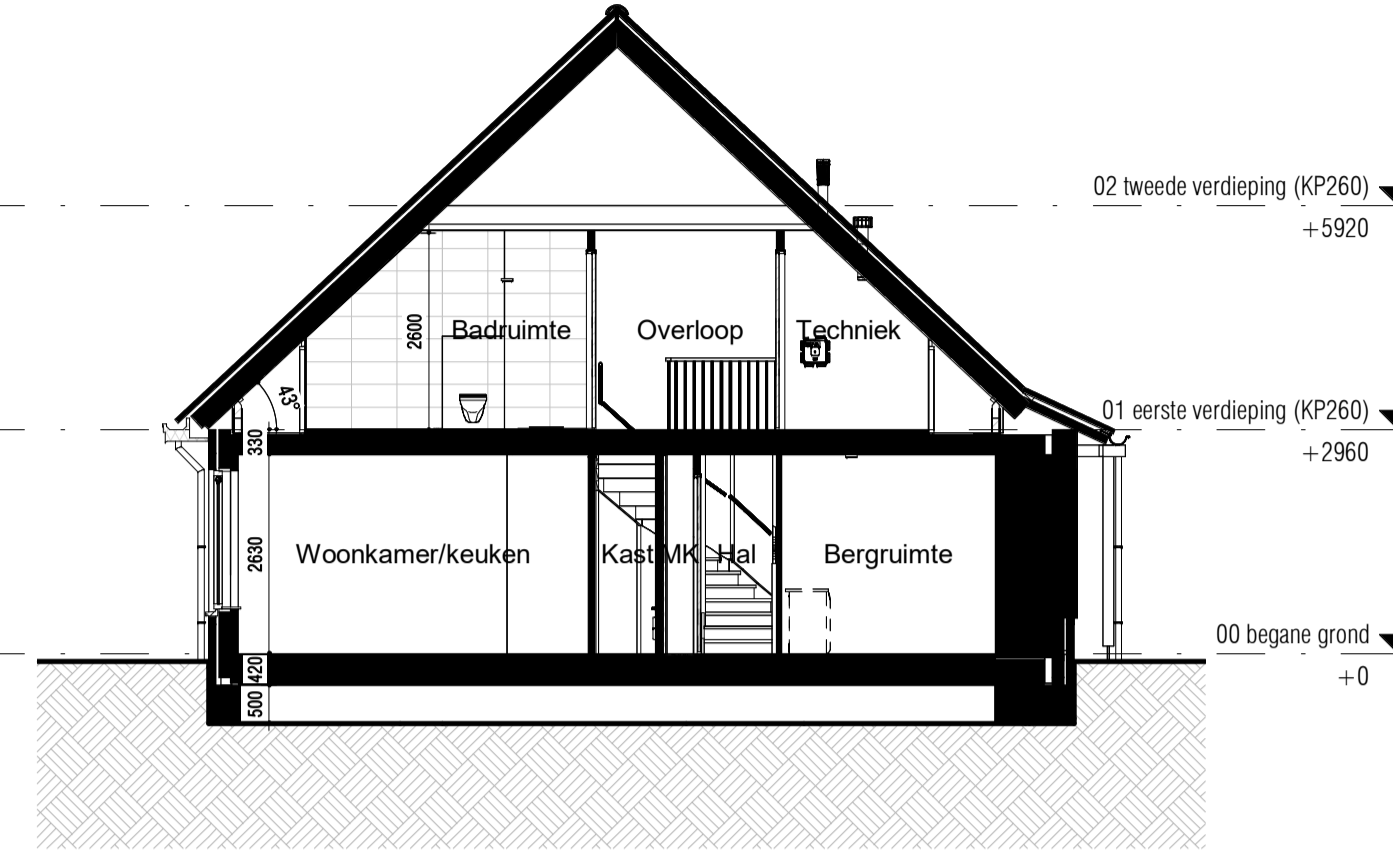 02 tweede verdieping (KP260)
+5920
2600
Badruimte
Overloop
Techniek
43°
01 eerste verdieping (KP260)
+2960
330
2630
Woonkamer/keuken
Kast
MK
Hal
Bergruimte
00 begane grond
+0
420
500